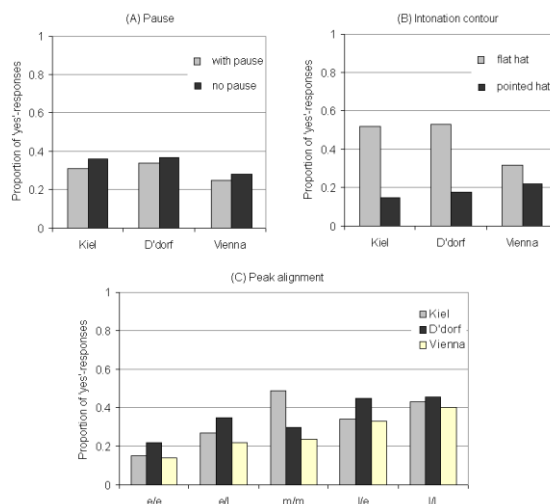 (A) Pause
Proportion of 'yes'-responses
1
0.8
0.6
0.4
0.2
0
with pause
no pause
Kiel D'dorf Vienna
(B) Intonation contour
Proportion of 'yes'-responses
1
0.8
0.6
0.4
0.2
0
flat hat
pointed hat
Kiel D'dorf Vienna
(C) Peak alignment
Proportion of 'yes'-responses
1
0.8
0.6
0.4
0.2
0
Kiel
D'dorf
Vienna
e/e e/l m/m l/e l/l